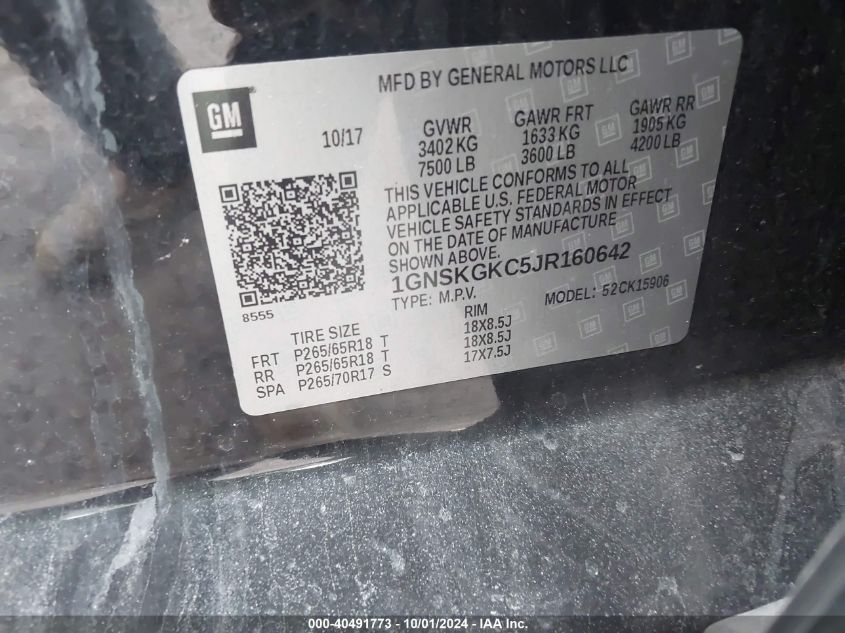 MFD BY GENERAL MOTORS LLC
GM
10/17
GVWR
3402 KG
7500 LB
GAWR FRT
1633 KG
3600 LB
GAWR RR
1905 KG
4200 LB
THIS VEHICLE CONFORMS TO ALL
APPLICABLE U.S. FEDERAL MOTOR
VEHICLE SAFETY STANDARDS IN EFFECT
ON THE DATE OF MANUFACTURE
SHOWN ABOVE.
1GNSKGKC5JR160642
TYPE: M.P.V.
MODEL: 52CK15906
8555
TIRE SIZE
RIM
FRT P265/65R18 T 18X8.5J
RR P265/65R18 T 18X8.5J
SPA P265/70R17 S 17X7.5J
000-40491773 - 10/01/2024 - IAA Inc.